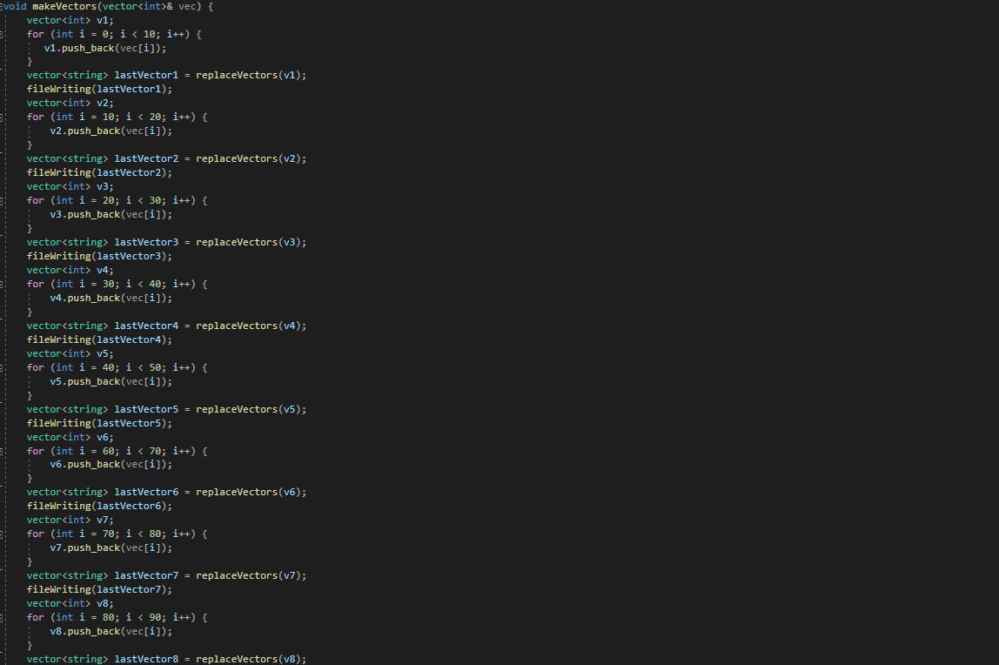 void makeVectors(vector<int>& vec) {
    vector<int> v1;
    for (int i = 0; i < 10; i++) {
        v1.push_back(vec[i]);
    }
    vector<string> lastVector1 = replaceVectors(v1);
    fileWriting(lastVector1);
    vector<int> v2;
    for (int i = 10; i < 20; i++) {
        v2.push_back(vec[i]);
    }
    vector<string> lastVector2 = replaceVectors(v2);
    fileWriting(lastVector2);
    vector<int> v3;
    for (int i = 20; i < 30; i++) {
        v3.push_back(vec[i]);
    }
    vector<string> lastVector3 = replaceVectors(v3);
    fileWriting(lastVector3);
    vector<int> v4;
    for (int i = 30; i < 40; i++) {
        v4.push_back(vec[i]);
    }
    vector<string> lastVector4 = replaceVectors(v4);
    fileWriting(lastVector4);
    vector<int> v5;
    for (int i = 40; i < 50; i++) {
        v5.push_back(vec[i]);
    }
    vector<string> lastVector5 = replaceVectors(v5);
    fileWriting(lastVector5);
    vector<int> v6;
    for (int i = 60; i < 70; i++) {
        v6.push_back(vec[i]);
    }
    vector<string> lastVector6 = replaceVectors(v6);
    fileWriting(lastVector6);
    vector<int> v7;
    for (int i = 70; i < 80; i++) {
        v7.push_back(vec[i]);
    }
    vector<string> lastVector7 = replaceVectors(v7);
    fileWriting(lastVector7);
    vector<int> v8;
    for (int i = 80; i < 90; i++) {
        v8.push_back(vec[i]);
    }
    vector<string> lastVector8 = replaceVectors(v8);